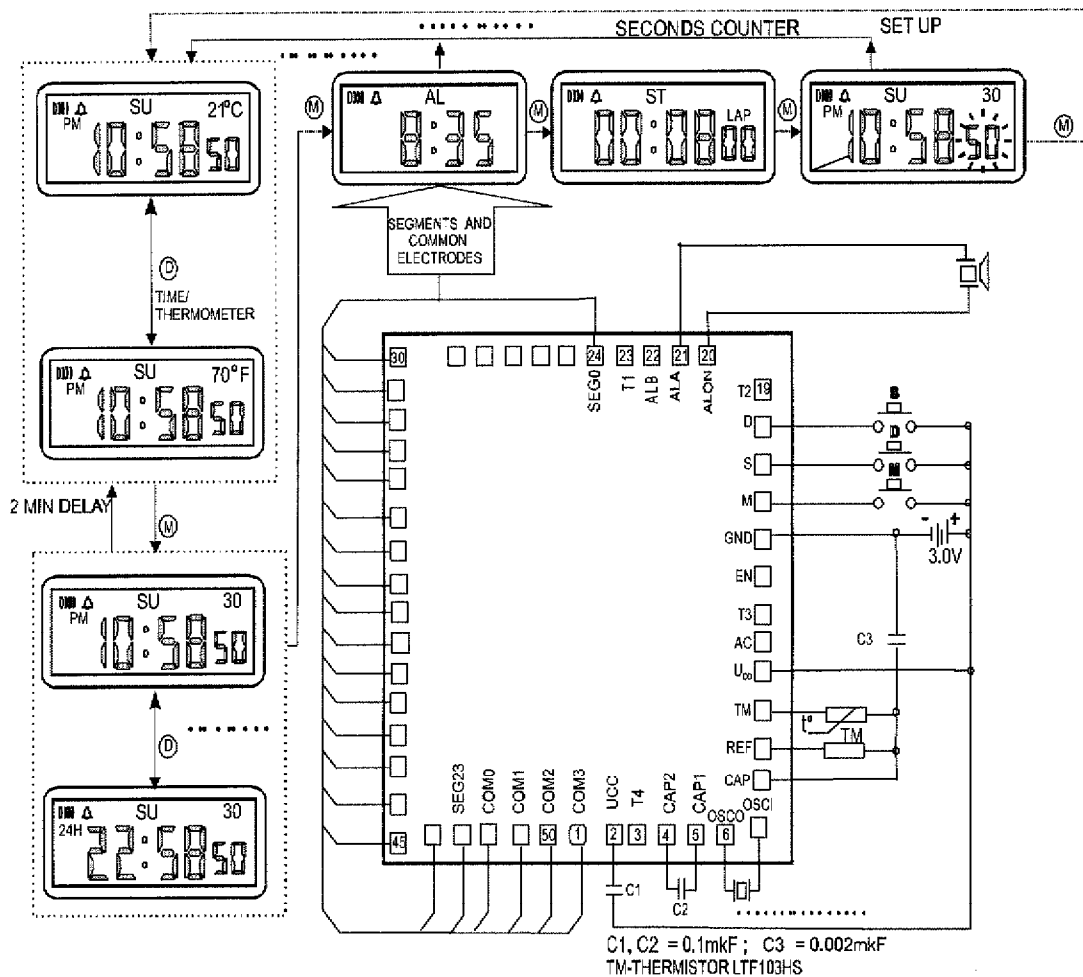 SECONDS COUNTER
SET UP
SU
21°C
PM
10:58 50
D
TIME/
THERMOMETER
SU
70°F
PM
10:58 50
2 MIN DELAY
M
SU
30
PM
10:58 50
D
SU
30
24H
22:58 50
M
AL
8:35
M
ST
LAP
00:08 00
M
SU
30
PM
10:58 50
M
SEGMENTS AND
COMMON
ELECTRODES
30
24
23
22
21
20
SEG0
T1
ALB
ALA
ALON
T2 19
D
S
M
GND
EN
T3
AC
TM
REF
CAP
OSCI
S
D
M
- +
3.0V
C3
t°
TM
45
SEG23
COM0
COM1
COM2
COM3
UCC
T4
CAP2
CAP1
OSCO
50
1
2
3
4
5
6
C1
C2
C1, C2 = 0.1mkF ; C3 = 0.002mkF
TM-THERMISTOR LTF103HS